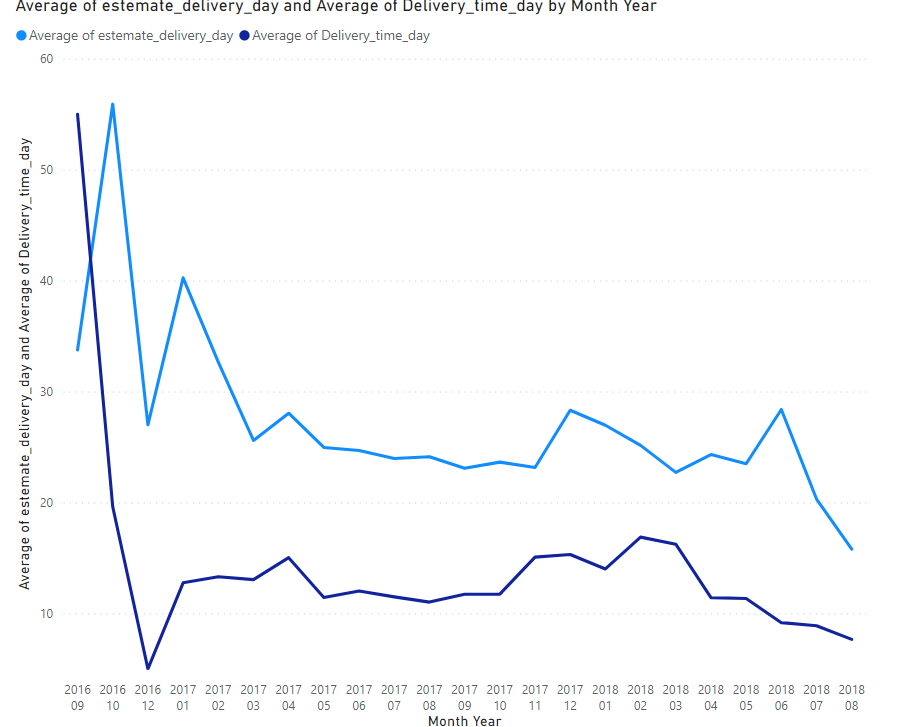 Average of estemate_delivery_day and Average of Delivery_time_day by Month Year
Average of estemate_delivery_day Average of Delivery_time_day
Average of estemate_delivery_day and Average of Delivery_time_day
60
50
40
30
20
10
2016 2016 2016 2017 2017 2017 2017 2017 2017 2017 2017 2017 2017 2017 2017 2018 2018 2018 2018 2018 2018 2018 2018
09 10 12 01 02 03 04 05 06 07 08 09 10 11 12 01 02 03 04 05 06 07 08
Month Year